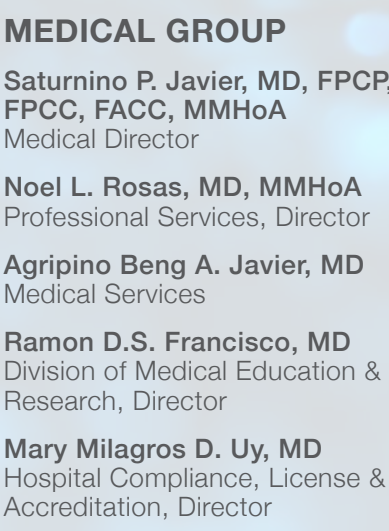 MEDICAL GROUP
Saturnino P. Javier, MD, FPCP,
FPCC, FACC, MMHoA
Medical Director
Noel L. Rosas, MD, MMHoA
Professional Services, Director
Agripino Beng A. Javier, MD
Medical Services
Ramon D.S. Francisco, MD
Division of Medical Education &
Research, Director
Mary Milagros D. Uy, MD
Hospital Compliance, License &
Accreditation, Director